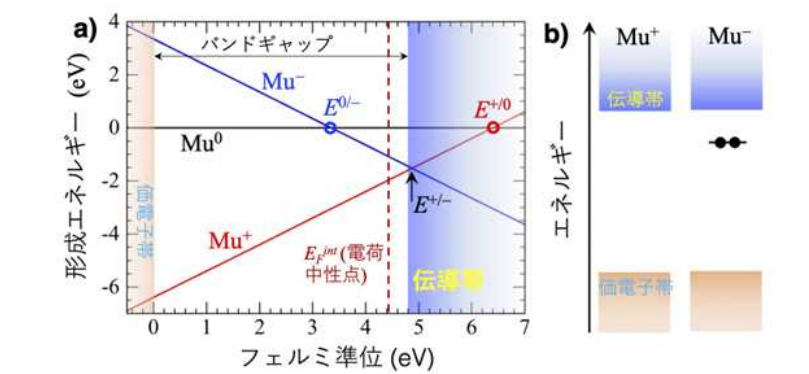 a)
バンドギャップ
Mu⁻
E⁰/⁻
E⁺/⁰
Mu⁰
E⁺/⁻
Mu⁺
E_F^int (電荷
中性点)
価電子帯
伝導帯
形成エネルギー (eV)
4
2
0
-2
-4
-6
0 1 2 3 4 5 6 7
フェルミ準位 (eV)
b)
Mu⁺ Mu⁻
伝導帯
エネルギー
価電子帯